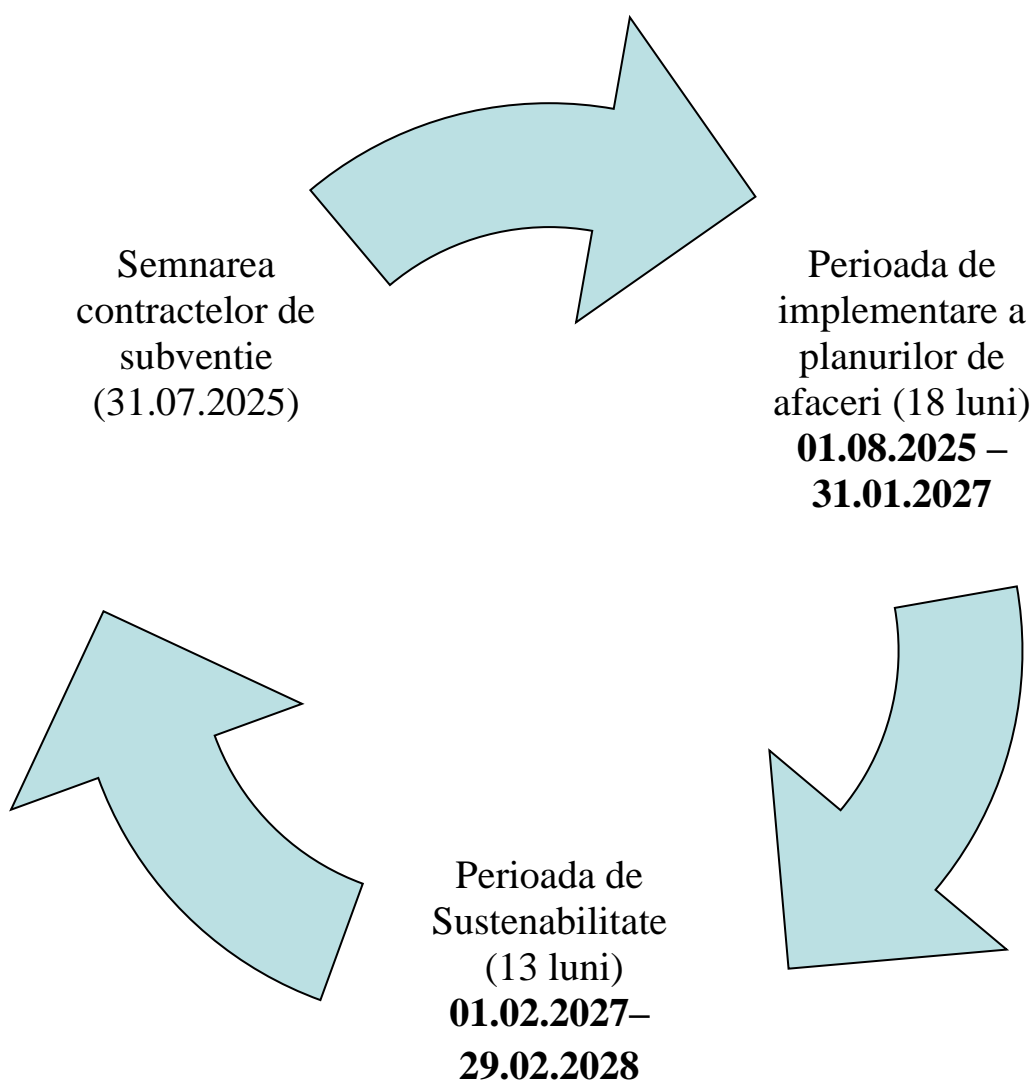 Semnarea
contractelor de
subventie
(31.07.2025)
Perioada de
implementare a
planurilor de
afaceri (18 luni)
01.08.2025 –
31.01.2027
Perioada de
Sustenabilitate
(13 luni)
01.02.2027–
29.02.2028